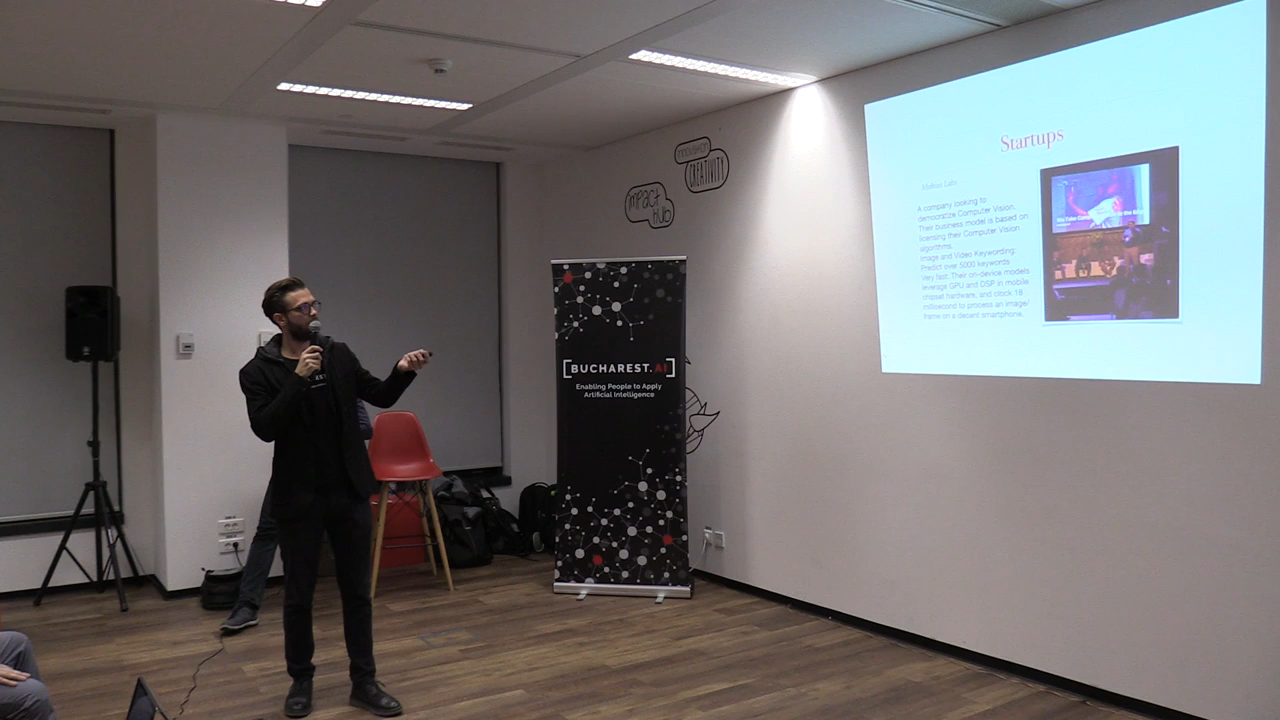 INNOVATION
CREATIVITY
impact
HUB
[BUCHAREST.AI]
Enabling People to Apply
Artificial Intelligence
Startups
A company looking to
democratize Computer Vision.
Their business model is based on
licensing their Computer Vision
algorithms.
Image and Video Keywording:
Predict over 5000 keywords
Very fast. Their on-device models
leverage GPU and DSP in mobile
chipset hardware, and clock 18
millisecond to process an image/
frame on a decent smartphone.